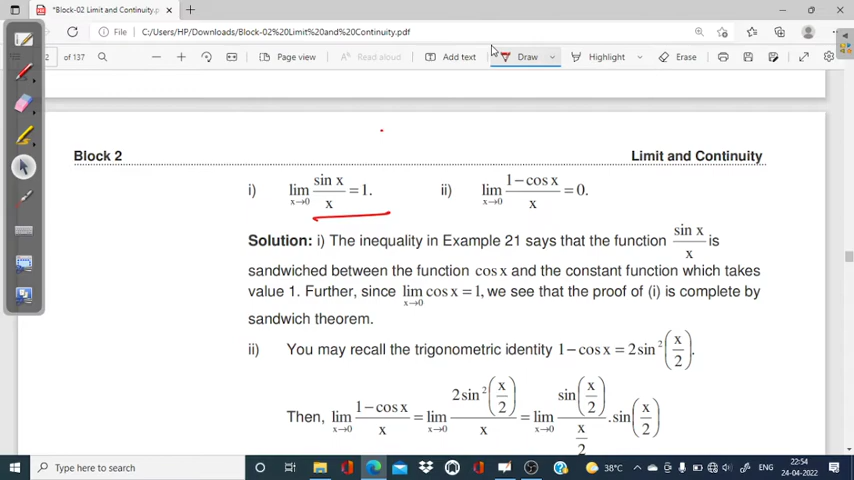 *Block-02 Limit and Continuity.pdf
File C:/Users/HP/Downloads/Block-02%20Limit%20and%20Continuity.pdf
2 of 137 Page view Read aloud Add text Draw Highlight Erase
Block 2 Limit and Continuity
i) lim x→0 sin x / x = 1. ii) lim x→0 1−cos x / x = 0.
Solution: i) The inequality in Example 21 says that the function sin x / x is
sandwiched between the function cos x and the constant function which takes
value 1. Further, since lim x→0 cos x = 1, we see that the proof of (i) is complete by
sandwich theorem.
ii) You may recall the trigonometric identity 1−cos x = 2sin² (x/2).
Then, lim x→0 1−cos x / x = lim x→0 2sin² (x/2) / x = lim x→0 sin(x/2) / (x/2) .sin(x/2)
Type here to search 38°C ENG 22:54
24-04-2022